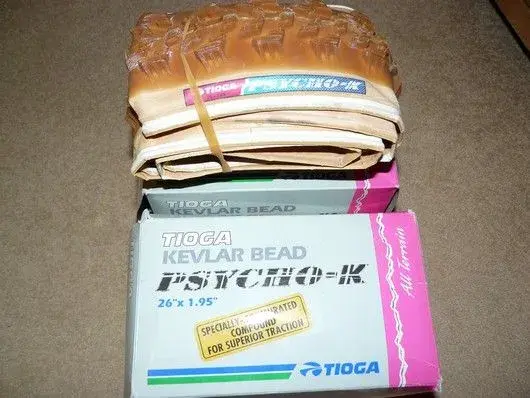 TIOGA PSYCHO-K
TIOGA
TIOGA
KEVLAR BEAD
TIOGA
KEVLAR BEAD
PSYCHO-K
26"x 1.95"
All Terrain
SPECIALLY-
COMPOUND
FOR SUPERIOR TRACTION
TIOGA